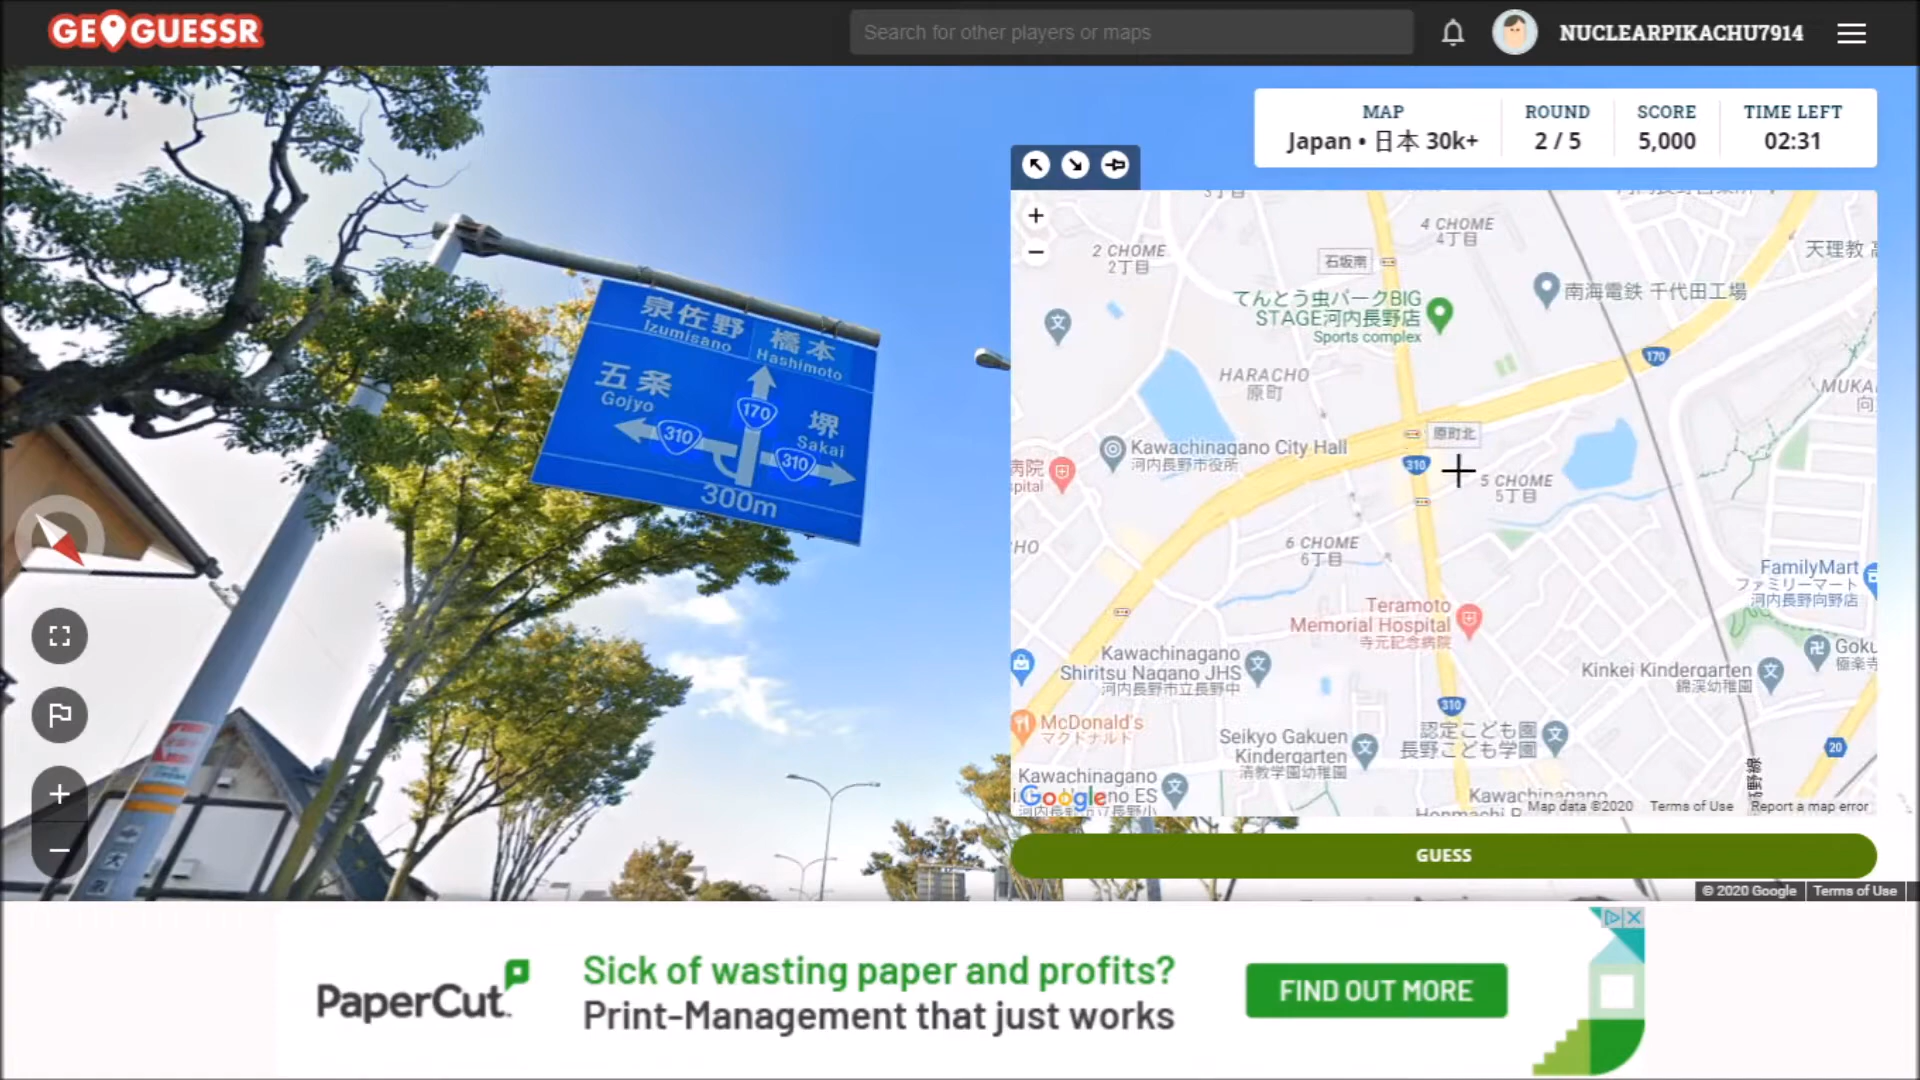 GEOGUESSR
Search for other players or maps
NUCLEARPIKACHU7914
MAP
Japan • 日本 30k+
ROUND
2 / 5
SCORE
5,000
TIME LEFT
02:31
泉佐野
Izumisano
橋本
Hashimoto
五条
Gojyo
170
堺
Sakai
310
310
300m
2 CHOME
2丁目
4 CHOME
4丁目
石坂南
天理教
てんとう虫パークBIG
STAGE河内長野店
Sports complex
南海電鉄 千代田工場
170
HARACHO
原町
MUKA
向
原町北
Kawachinagano City Hall
河内長野市役所
病院
spital
310
5 CHOME
5丁目
HO
6 CHOME
6丁目
FamilyMart
ファミリーマート
河内長野向野店
Teramoto
Memorial Hospital
寺元記念病院
Kawachinagano
Shiritsu Nagano JHS
河内長野市立長野中
Goku
極楽寺
Kinkei Kindergarten
錦渓幼稚園
310
McDonald's
マクドナルド
Seikyo Gakuen
Kindergarten
清教学園幼稚園
認定こども園
長野こども学園
20
Kawachinagano
no ES
Google
Kawachinagano
Map data ©2020
Terms of Use
Report a map error
GUESS
© 2020 Google
Terms of Use
PaperCut
Sick of wasting paper and profits?
Print-Management that just works
FIND OUT MORE